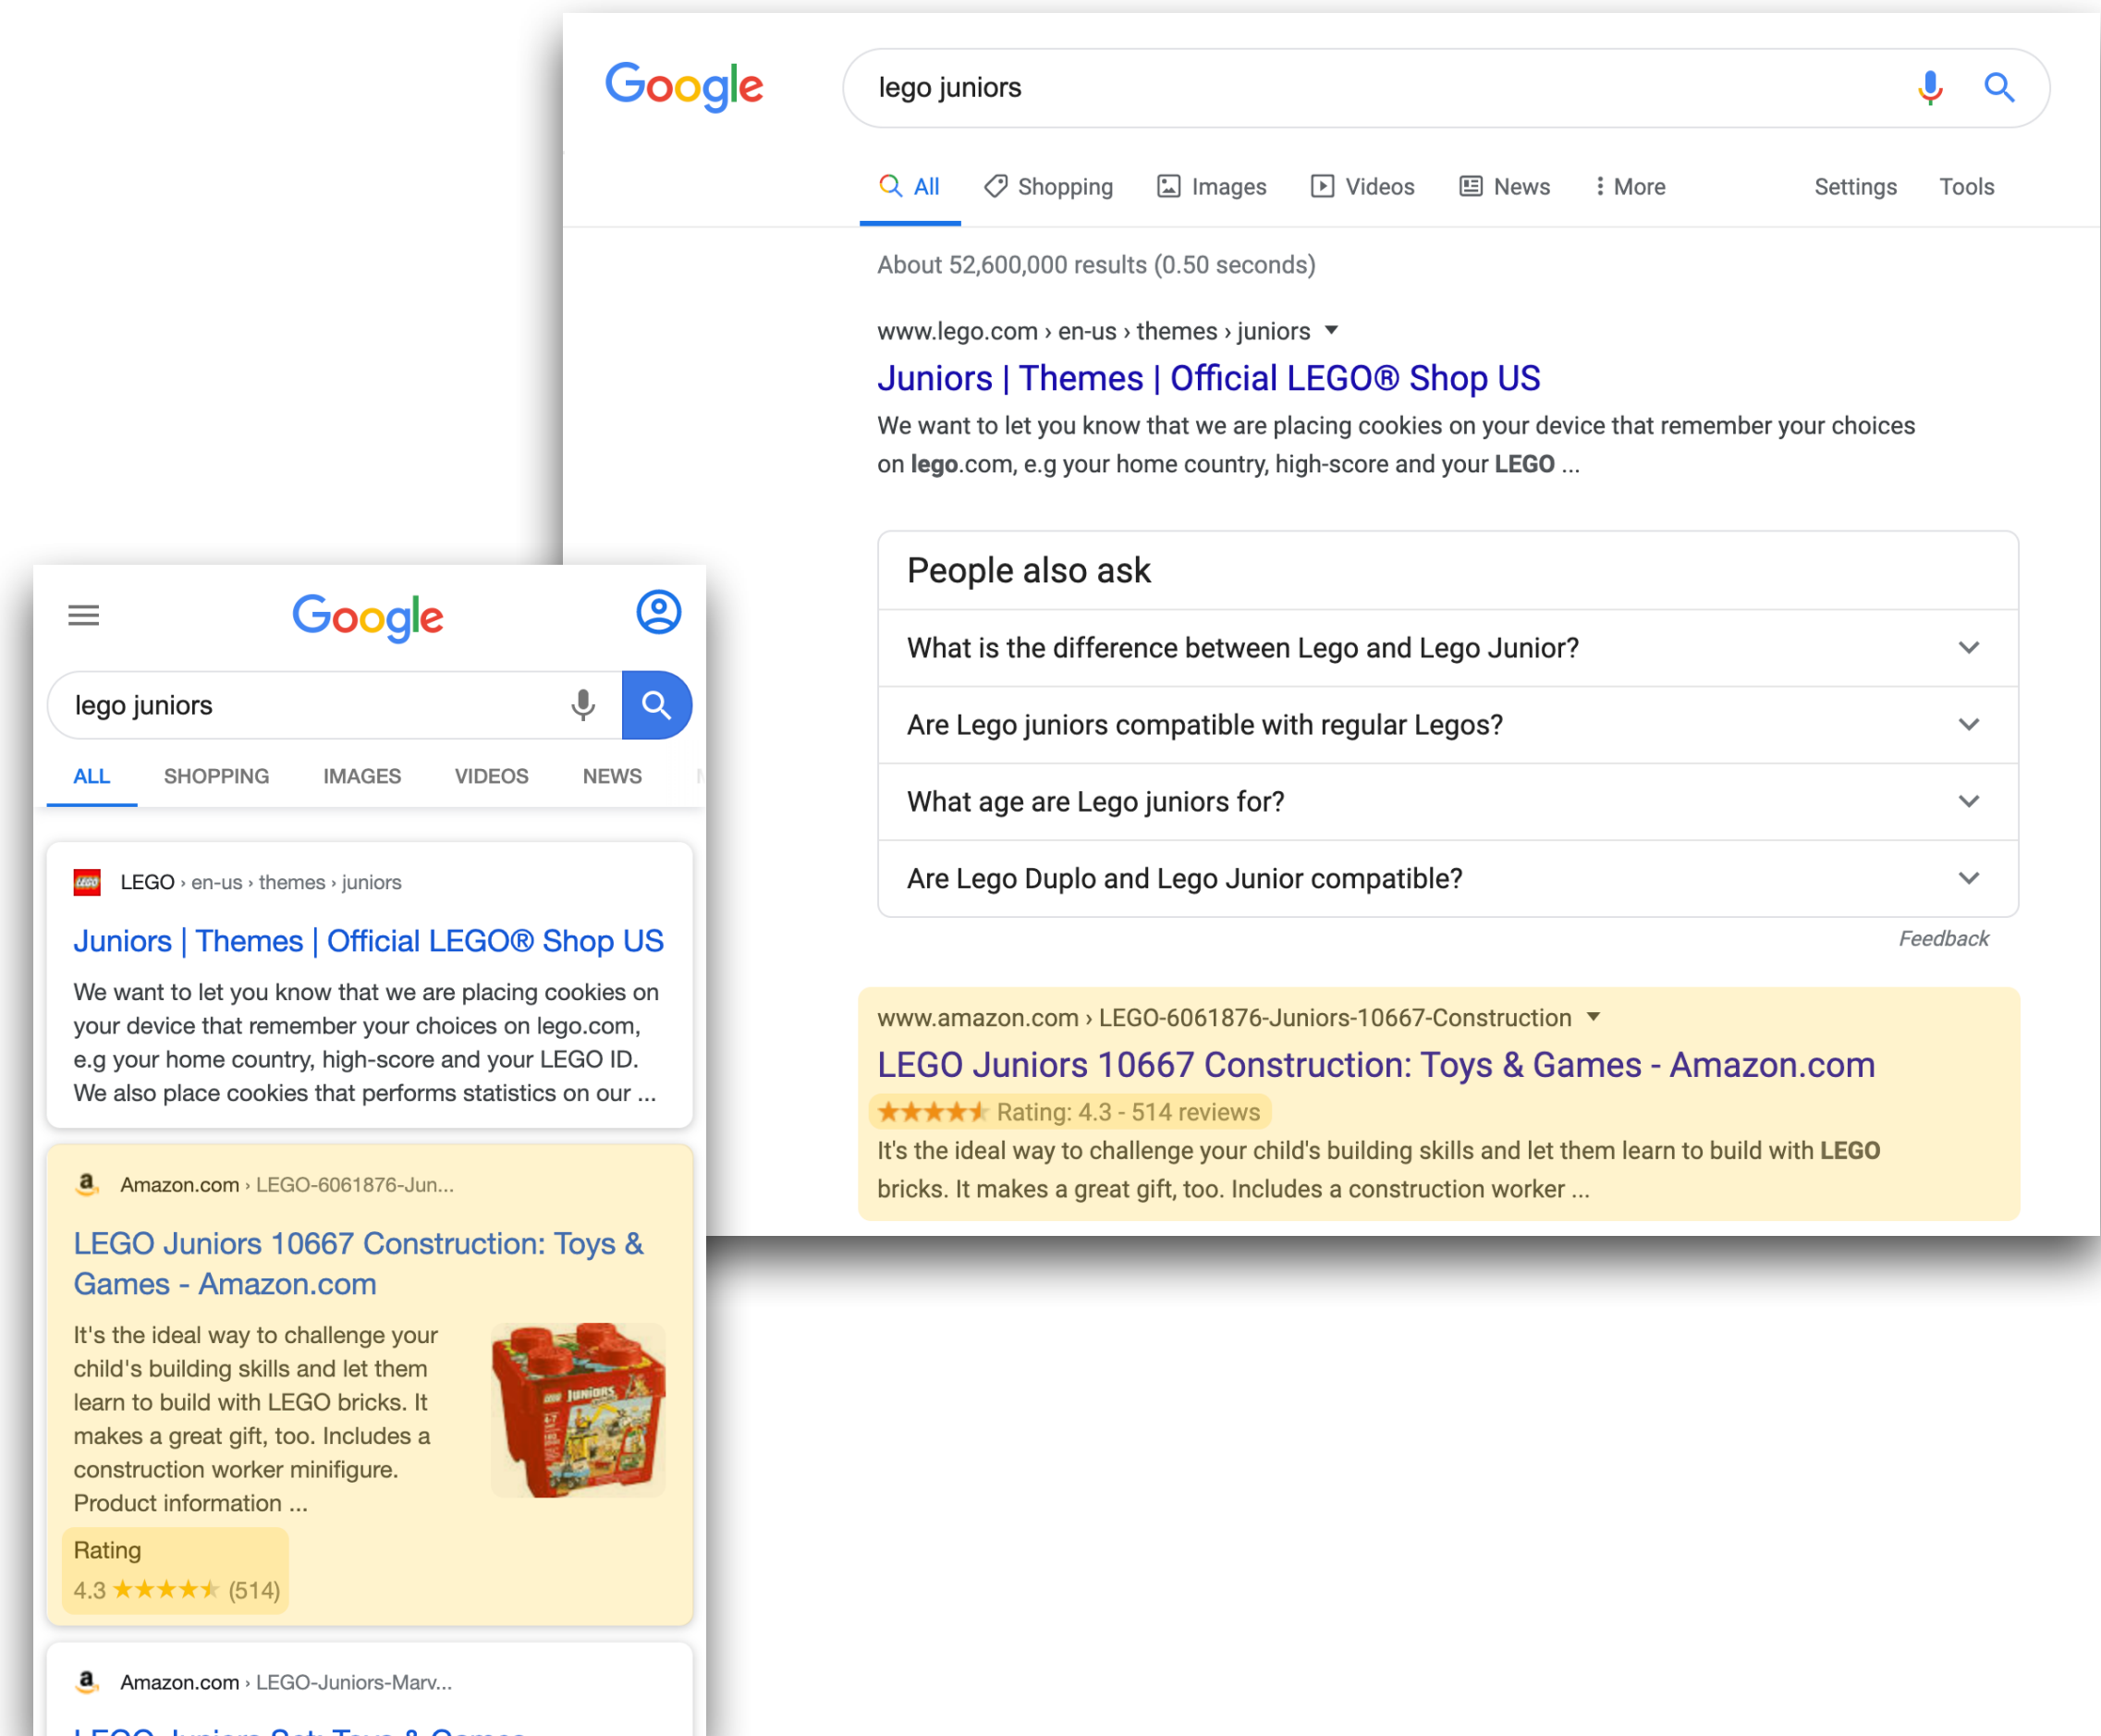 Google
lego juniors
All Shopping Images Videos News More Settings Tools
About 52,600,000 results (0.50 seconds)
www.lego.com › en-us › themes › juniors
Juniors | Themes | Official LEGO® Shop US
We want to let you know that we are placing cookies on your device that remember your choices
on lego.com, e.g your home country, high-score and your LEGO ...
People also ask
What is the difference between Lego and Lego Junior?
Are Lego juniors compatible with regular Legos?
What age are Lego juniors for?
Are Lego Duplo and Lego Junior compatible?
Feedback
www.amazon.com › LEGO-6061876-Juniors-10667-Construction
LEGO Juniors 10667 Construction: Toys & Games - Amazon.com
Rating: 4.3 - 514 reviews
It's the ideal way to challenge your child's building skills and let them learn to build with LEGO
bricks. It makes a great gift, too. Includes a construction worker ...
Google
lego juniors
ALL SHOPPING IMAGES VIDEOS NEWS
LEGO
LEGO › en-us › themes › juniors
Juniors | Themes | Official LEGO® Shop US
We want to let you know that we are placing cookies on
your device that remember your choices on lego.com,
e.g your home country, high-score and your LEGO ID.
We also place cookies that performs statistics on our ...
a
Amazon.com › LEGO-6061876-Jun...
LEGO Juniors 10667 Construction: Toys &
Games - Amazon.com
It's the ideal way to challenge your
child's building skills and let them
learn to build with LEGO bricks. It
makes a great gift, too. Includes a
construction worker minifigure.
Product information ...
LEGO JUNIORS
4-7
Rating
4.3 (514)
a
Amazon.com › LEGO-Juniors-Marv...
LEGO Juniors Set: Toys & Games